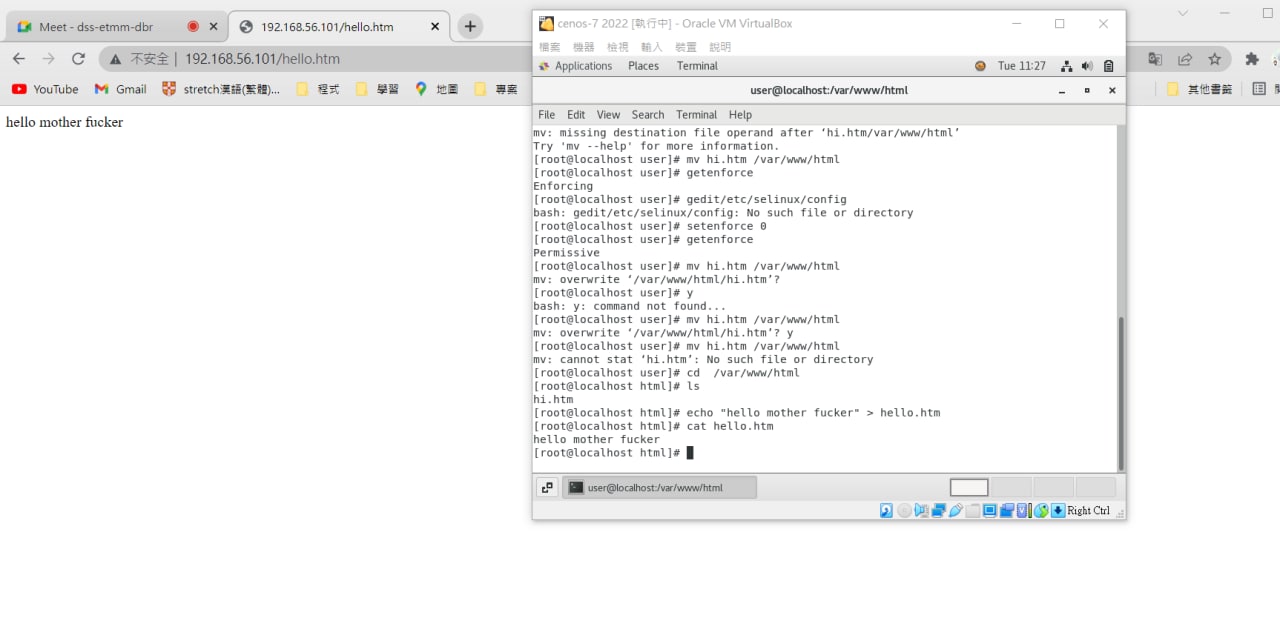 Meet - dss-etmm-dbr
192.168.56.101/hello.htm
不安全 | 192.168.56.101/hello.htm
YouTube Gmail stretch漢語(繁體)... 程式 學習 地圖 專案 其他書籤
hello mother fucker
cenos-7 2022 [執行中] - Oracle VM VirtualBox
檔案 機器 檢視 輸入 裝置 說明
Applications Places Terminal Tue 11:27
user@localhost:/var/www/html
File Edit View Search Terminal Help
mv: missing destination file operand after ‘hi.htm/var/www/html’
Try 'mv --help' for more information.
[root@localhost user]# mv hi.htm /var/www/html
[root@localhost user]# getenforce
Enforcing
[root@localhost user]# gedit/etc/selinux/config
bash: gedit/etc/selinux/config: No such file or directory
[root@localhost user]# setenforce 0
[root@localhost user]# getenforce
Permissive
[root@localhost user]# mv hi.htm /var/www/html
mv: overwrite ‘/var/www/html/hi.htm’?
[root@localhost user]# y
bash: y: command not found...
[root@localhost user]# mv hi.htm /var/www/html
mv: overwrite ‘/var/www/html/hi.htm’? y
[root@localhost user]# mv hi.htm /var/www/html
mv: cannot stat ‘hi.htm’: No such file or directory
[root@localhost user]# cd  /var/www/html
[root@localhost html]# ls
hi.htm
[root@localhost html]# echo "hello mother fucker" > hello.htm
[root@localhost html]# cat hello.htm
hello mother fucker
[root@localhost html]#
user@localhost:/var/www/html
Right Ctrl